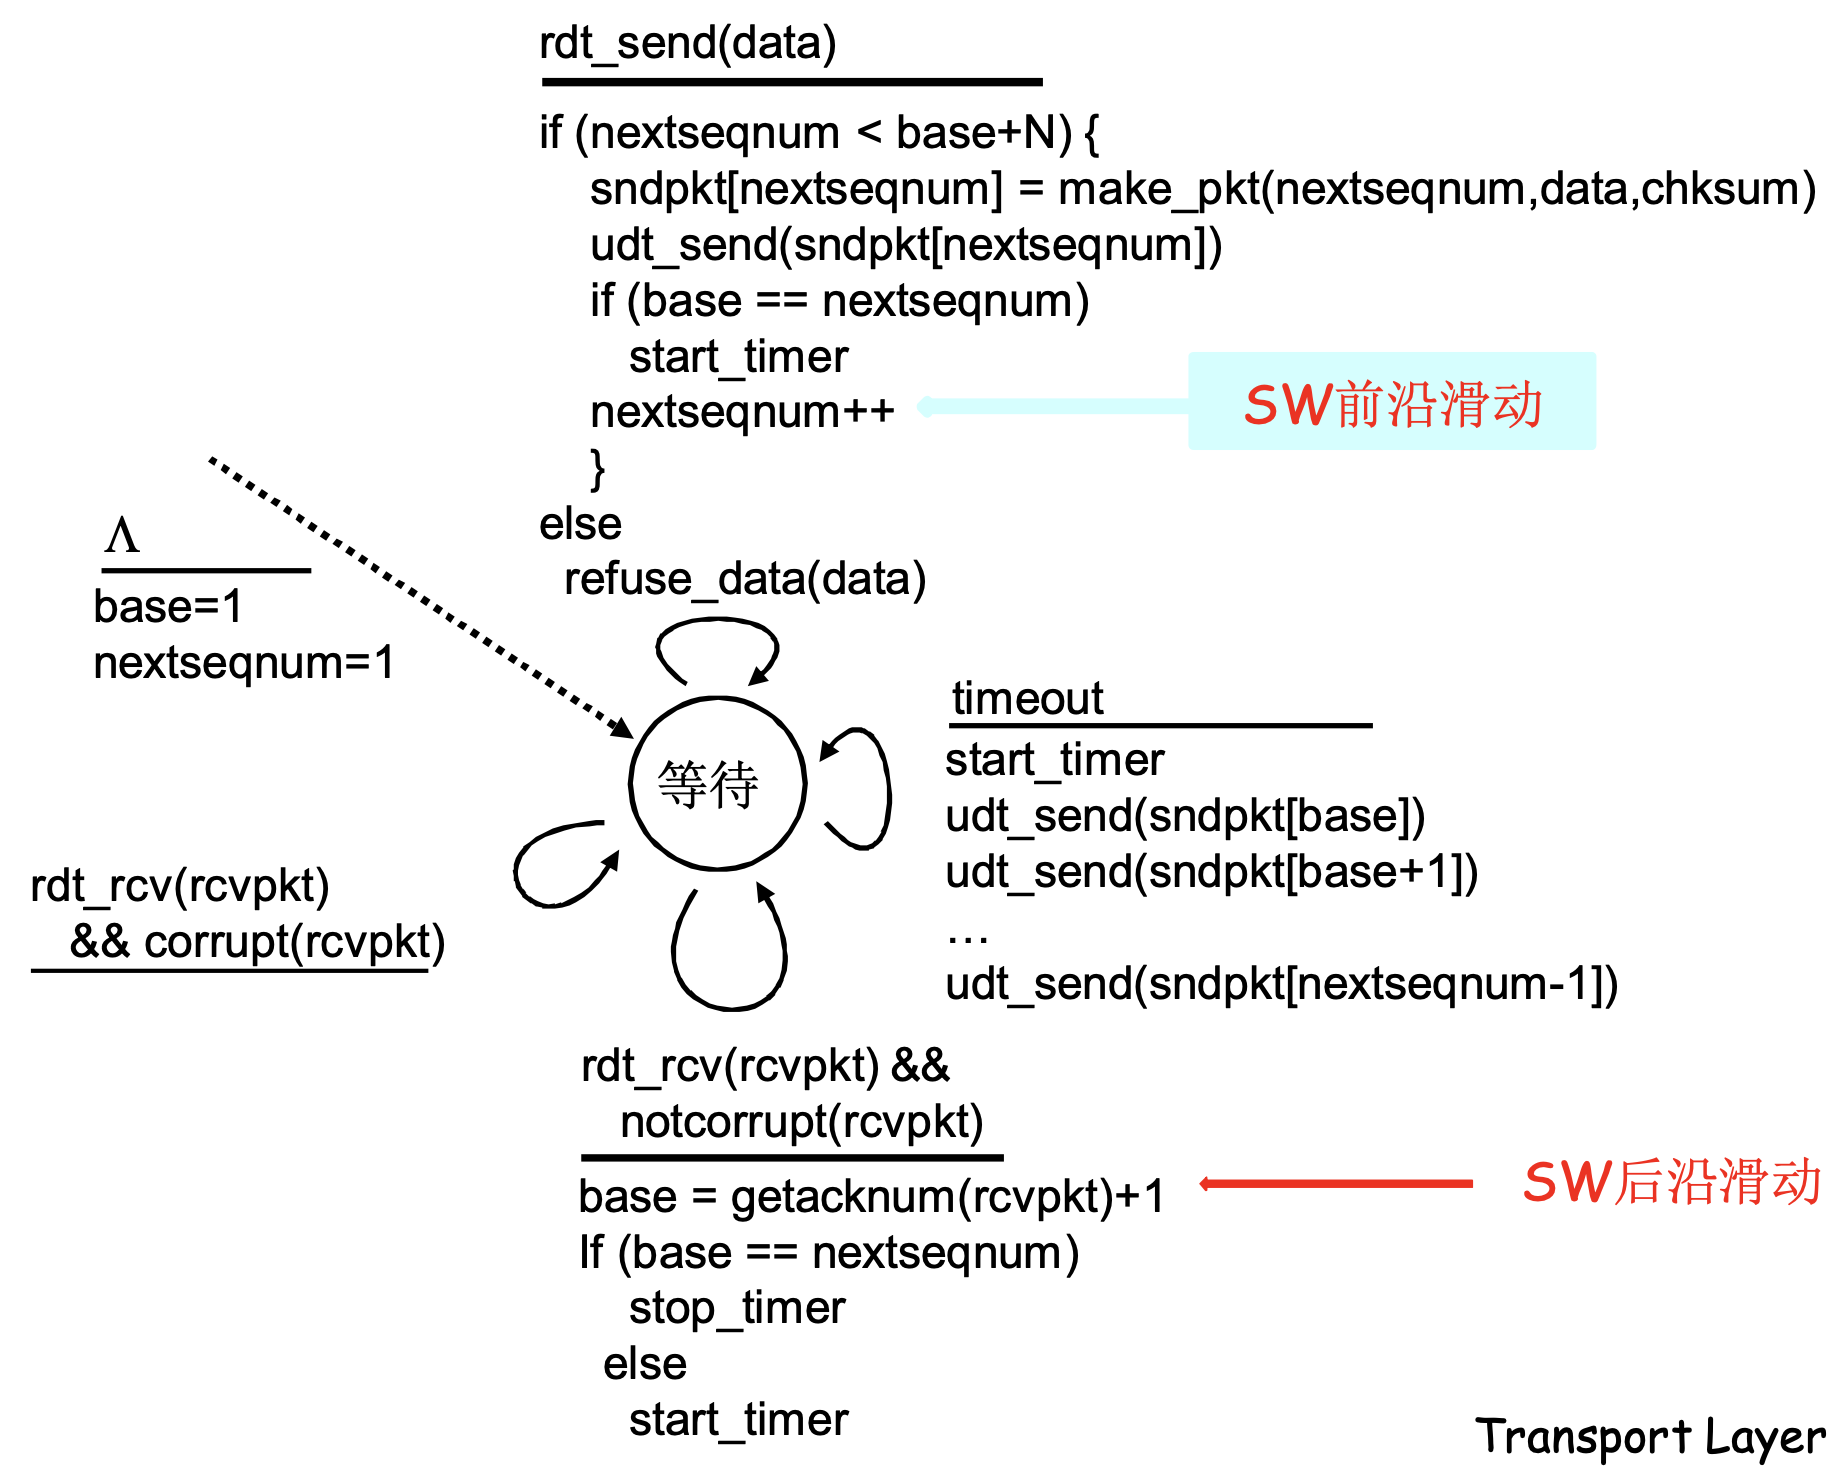 rdt_send(data)
if (nextseqnum < base+N) {
sndpkt[nextseqnum] = make_pkt(nextseqnum,data,chksum)
udt_send(sndpkt[nextseqnum])
if (base == nextseqnum)
start_timer
nextseqnum++
SW前沿滑动
}
else
refuse_data(data)
Λ
base=1
nextseqnum=1
等待
timeout
start_timer
udt_send(sndpkt[base])
udt_send(sndpkt[base+1])
…
udt_send(sndpkt[nextseqnum-1])
rdt_rcv(rcvpkt)
&& corrupt(rcvpkt)
rdt_rcv(rcvpkt) &&
notcorrupt(rcvpkt)
base = getacknum(rcvpkt)+1
SW后沿滑动
If (base == nextseqnum)
stop_timer
else
start_timer
Transport Layer